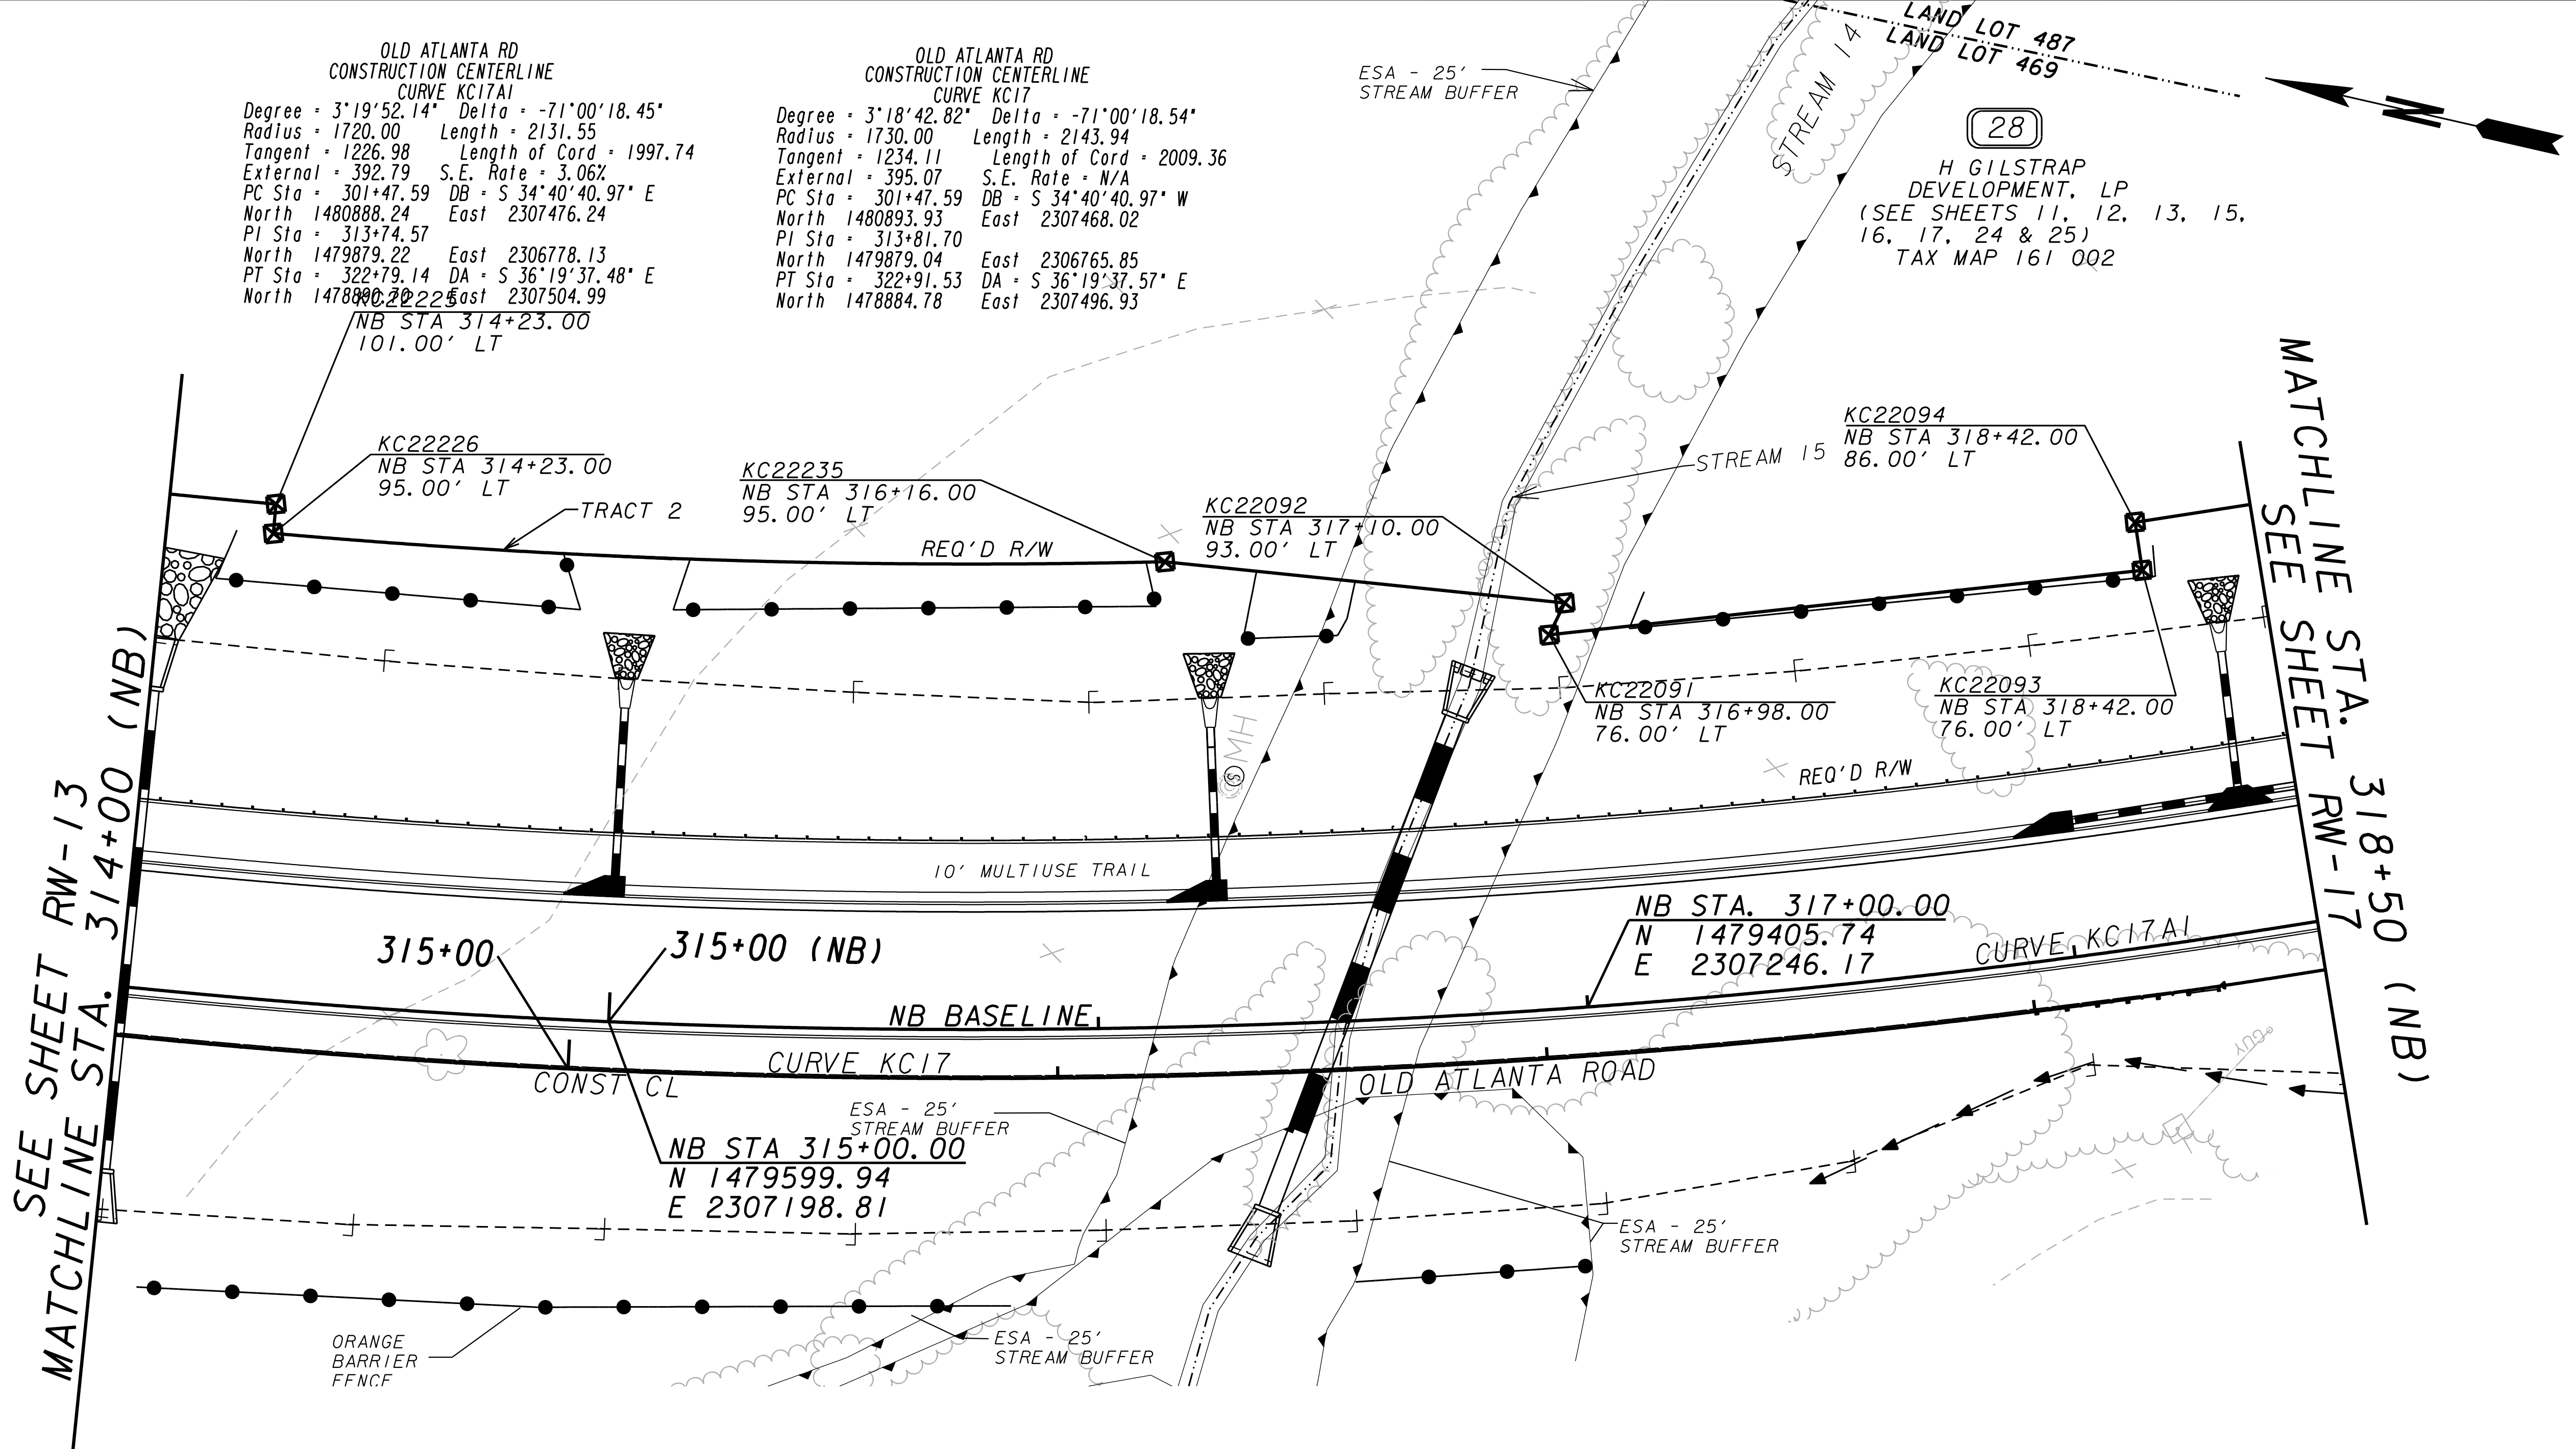 OLD ATLANTA RD
CONSTRUCTION CENTERLINE
CURVE KC17A1
Degree = 3°19'52.14" Delta = -71°00'18.45"
Radius = 1720.00 Length = 2131.55
Tangent = 1226.98 Length of Cord = 1997.74
External = 392.79 S.E. Rate = 3.06%
PC Sta = 301+47.59 DB = S 34°40'40.97" E
North 1480888.24 East 2307476.24
PI Sta = 313+74.57
North 1479879.22 East 2306778.13
PT Sta = 322+79.14 DA = S 36°19'37.48" E
North East 2307504.99
OLD ATLANTA RD
CONSTRUCTION CENTERLINE
CURVE KC17
Degree = 3°18'42.82" Delta = -71°00'18.54"
Radius = 1730.00 Length = 2143.94
Tangent = 1234.11 Length of Cord = 2009.36
External = 395.07 S.E. Rate = N/A
PC Sta = 301+47.59 DB = S 34°40'40.97" W
North 1480893.93 East 2307468.02
PI Sta = 313+81.70
North 1479879.04 East 2306765.85
PT Sta = 322+91.53 DA = S 36°19'37.57" E
North 1478884.78 East 2307496.93
KC22225
NB STA 314+23.00
101.00' LT
ESA - 25'
STREAM BUFFER
STREAM 14
LAND LOT 487
LAND LOT 469
N
28
H GILSTRAP
DEVELOPMENT, LP
(SEE SHEETS 11, 12, 13, 15,
16, 17, 24 & 25)
TAX MAP 161 002
KC22226
NB STA 314+23.00
95.00' LT
TRACT 2
KC22235
NB STA 316+16.00
95.00' LT
REQ'D R/W
KC22092
NB STA 317+10.00
93.00' LT
STREAM 15
KC22094
NB STA 318+42.00
86.00' LT
MATCHLINE STA. 318+50 (NB)
SEE SHEET RW-17
KC22091
NB STA 316+98.00
76.00' LT
KC22093
NB STA 318+42.00
76.00' LT
S
MH
REQ'D R/W
10' MULTIUSE TRAIL
SEE SHEET RW-13
MATCHLINE STA. 314+00 (NB)
315+00
315+00 (NB)
NB STA. 317+00.00
N 1479405.74
E 2307246.17
CURVE KC17A1
NB BASELINE
CURVE KC17
CONST CL
OLD ATLANTA ROAD
GUY
ESA - 25'
STREAM BUFFER
NB STA 315+00.00
N 1479599.94
E 2307198.81
ESA - 25'
STREAM BUFFER
ORANGE
BARRIER
FENCE
ESA - 25'
STREAM BUFFER